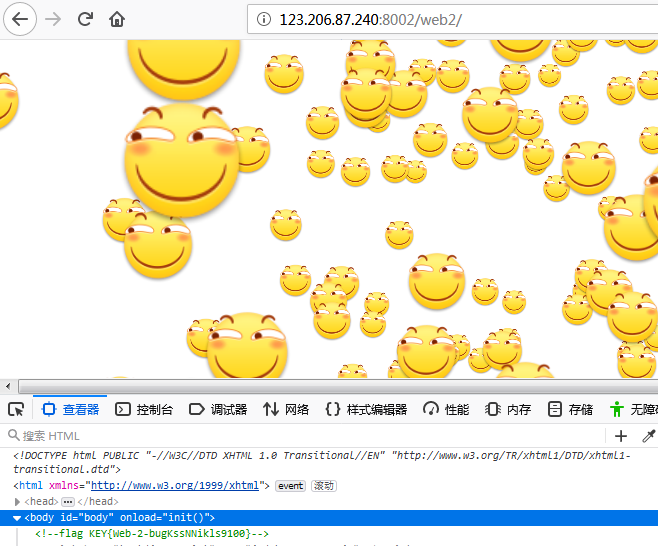 123.206.87.240:8002/web2/
查看器 控制台 调试器 网络 {} 样式编辑器 性能 内存 存储 无障
搜索 HTML
<!DOCTYPE html PUBLIC "-//W3C//DTD XHTML 1.0 Transitional//EN" "http://www.w3.org/TR/xhtml1/DTD/xhtml1-
transitional.dtd">
<html xmlns="http://www.w3.org/1999/xhtml"> event 滚动
<head>⋯</head>
<body id="body" onload="init()">
<!--flag KEY{Web-2-bugKssNNikls9100}-->